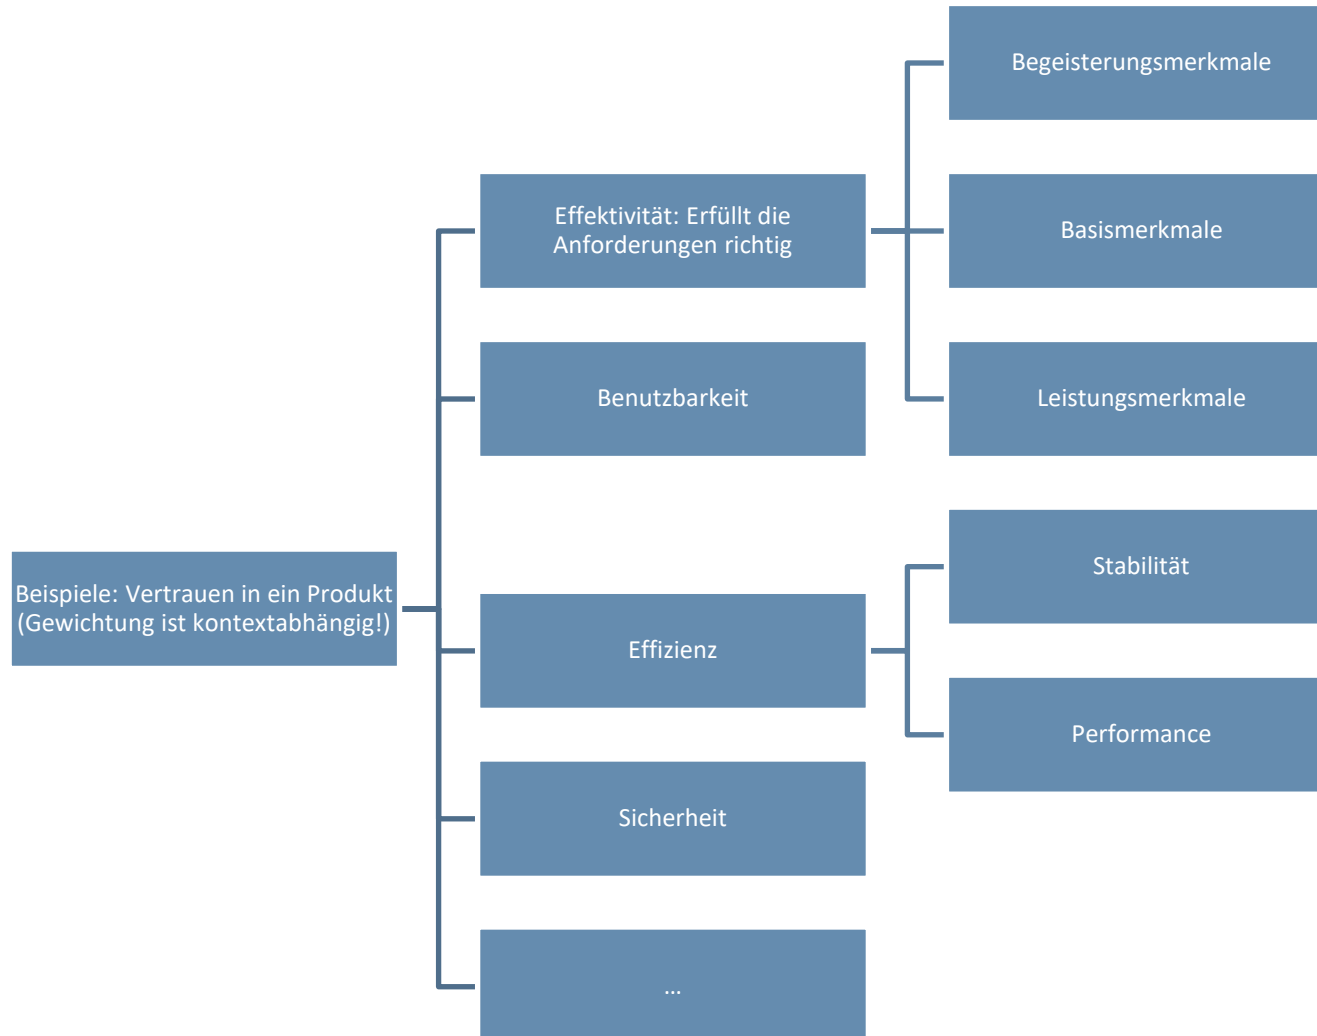 Beispiele: Vertrauen in ein Produkt
(Gewichtung ist kontextabhängig!)
Effektivität: Erfüllt die
Anforderungen richtig
Begeisterungsmerkmale
Basismerkmale
Leistungsmerkmale
Benutzbarkeit
Effizienz
Stabilität
Performance
Sicherheit
...